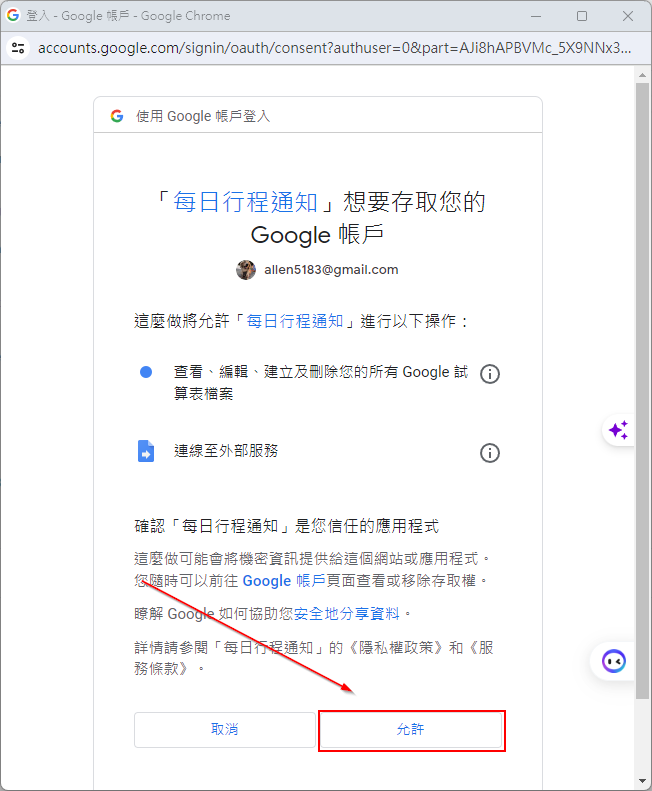 登入 - Google 帳戶 - Google Chrome
accounts.google.com/signin/oauth/consent?authuser=0&part=AJi8hAPBVMc_5X9NNx3...
使用 Google 帳戶登入
「每日行程通知」想要存取您的
Google 帳戶
allen5183@gmail.com
這麼做將允許「每日行程通知」進行以下操作：
查看、編輯、建立及刪除您的所有 Google 試
算表檔案
連線至外部服務
確認「每日行程通知」是您信任的應用程式
這麼做可能會將機密資訊提供給這個網站或應用程式。
您隨時可以前往 Google 帳戶頁面查看或移除存取權。
瞭解 Google 如何協助您安全地分享資料。
詳情請參閱「每日行程通知」的《隱私權政策》和《服
務條款》。
取消
允許